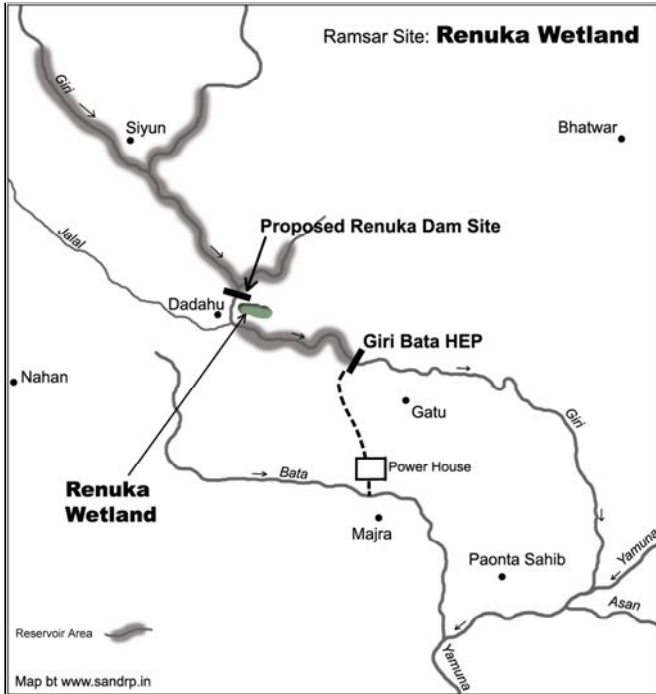 Ramsar Site: Renuka Wetland
Giri
Siyun
Bhatwar
Proposed Renuka Dam Site
Jalal
Dadahu
Giri Bata HEP
Nahan
Gatu
Giri
Power House
Bata
Renuka
Wetland
Majra
Yamuna
Paonta Sahib
Asan
Reservoir Area
Yamuna
Map bt www.sandrp.in